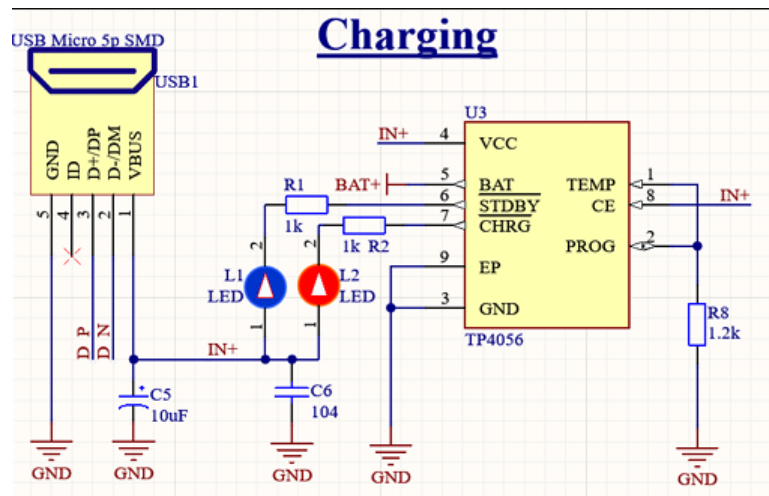 Charging
USB Micro 5p SMD
USB1
GND
ID
D+/DP
D-/DM
VBUS
5
4
3
2
1
D_P
D_N
IN+
C5
10uF
GND
GND
L1
LED
2
1
L2
LED
2
1
R1
1k
1k R2
C6
104
GND
U3
IN+ 4 VCC
BAT+ 5 BAT
6 STDBY
7 CHRG
9 EP
3 GND
TEMP 1
CE 8 IN+
PROG 2
TP4056
GND
R8
1.2k
GND